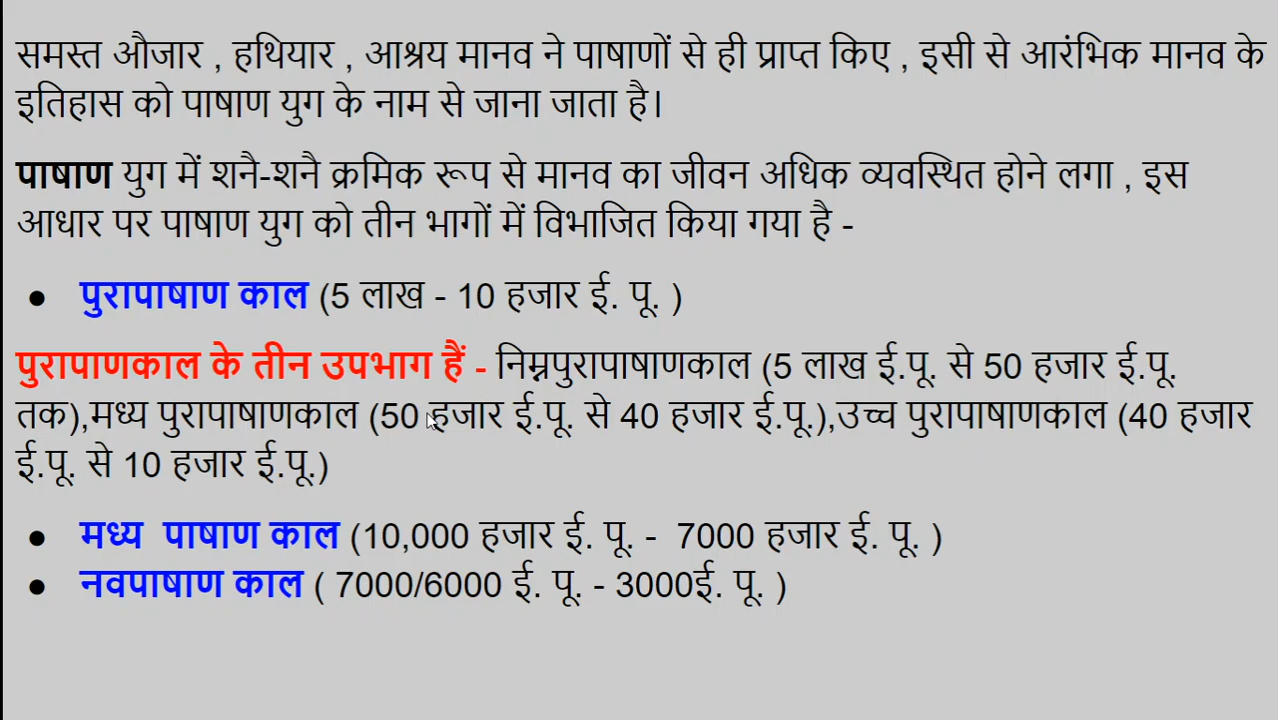 समस्त औजार , हथियार , आश्रय मानव ने पाषाणों से ही प्राप्त किए , इसी से आरंभिक मानव के
इतिहास को पाषाण युग के नाम से जाना जाता है।
पाषाण युग में शनै-शनै क्रमिक रूप से मानव का जीवन अधिक व्यवस्थित होने लगा , इस
आधार पर पाषाण युग को तीन भागों में विभाजित किया गया है -
● पुरापाषाण काल (5 लाख - 10 हजार ई. पू. )
पुरापाणकाल के तीन उपभाग हैं - निम्नपुरापाषाणकाल (5 लाख ई.पू. से 50 हजार ई.पू.
तक),मध्य पुरापाषाणकाल (50 हजार ई.पू. से 40 हजार ई.पू.),उच्च पुरापाषाणकाल (40 हजार
ई.पू. से 10 हजार ई.पू.)
● मध्य पाषाण काल (10,000 हजार ई. पू. - 7000 हजार ई. पू. )
● नवपाषाण काल ( 7000/6000 ई. पू. - 3000ई. पू. )